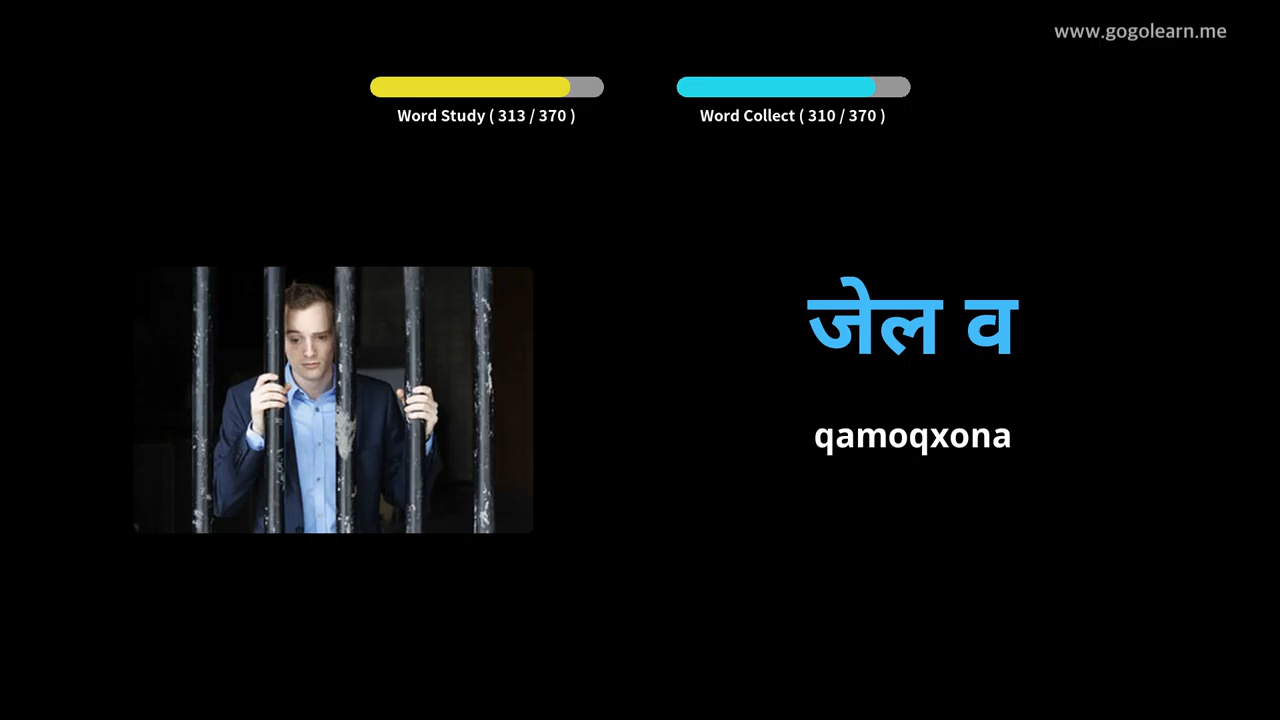 www.gogolearn.me
Word Study ( 313 / 370 )
Word Collect ( 310 / 370 )
जेल व
qamoqxona